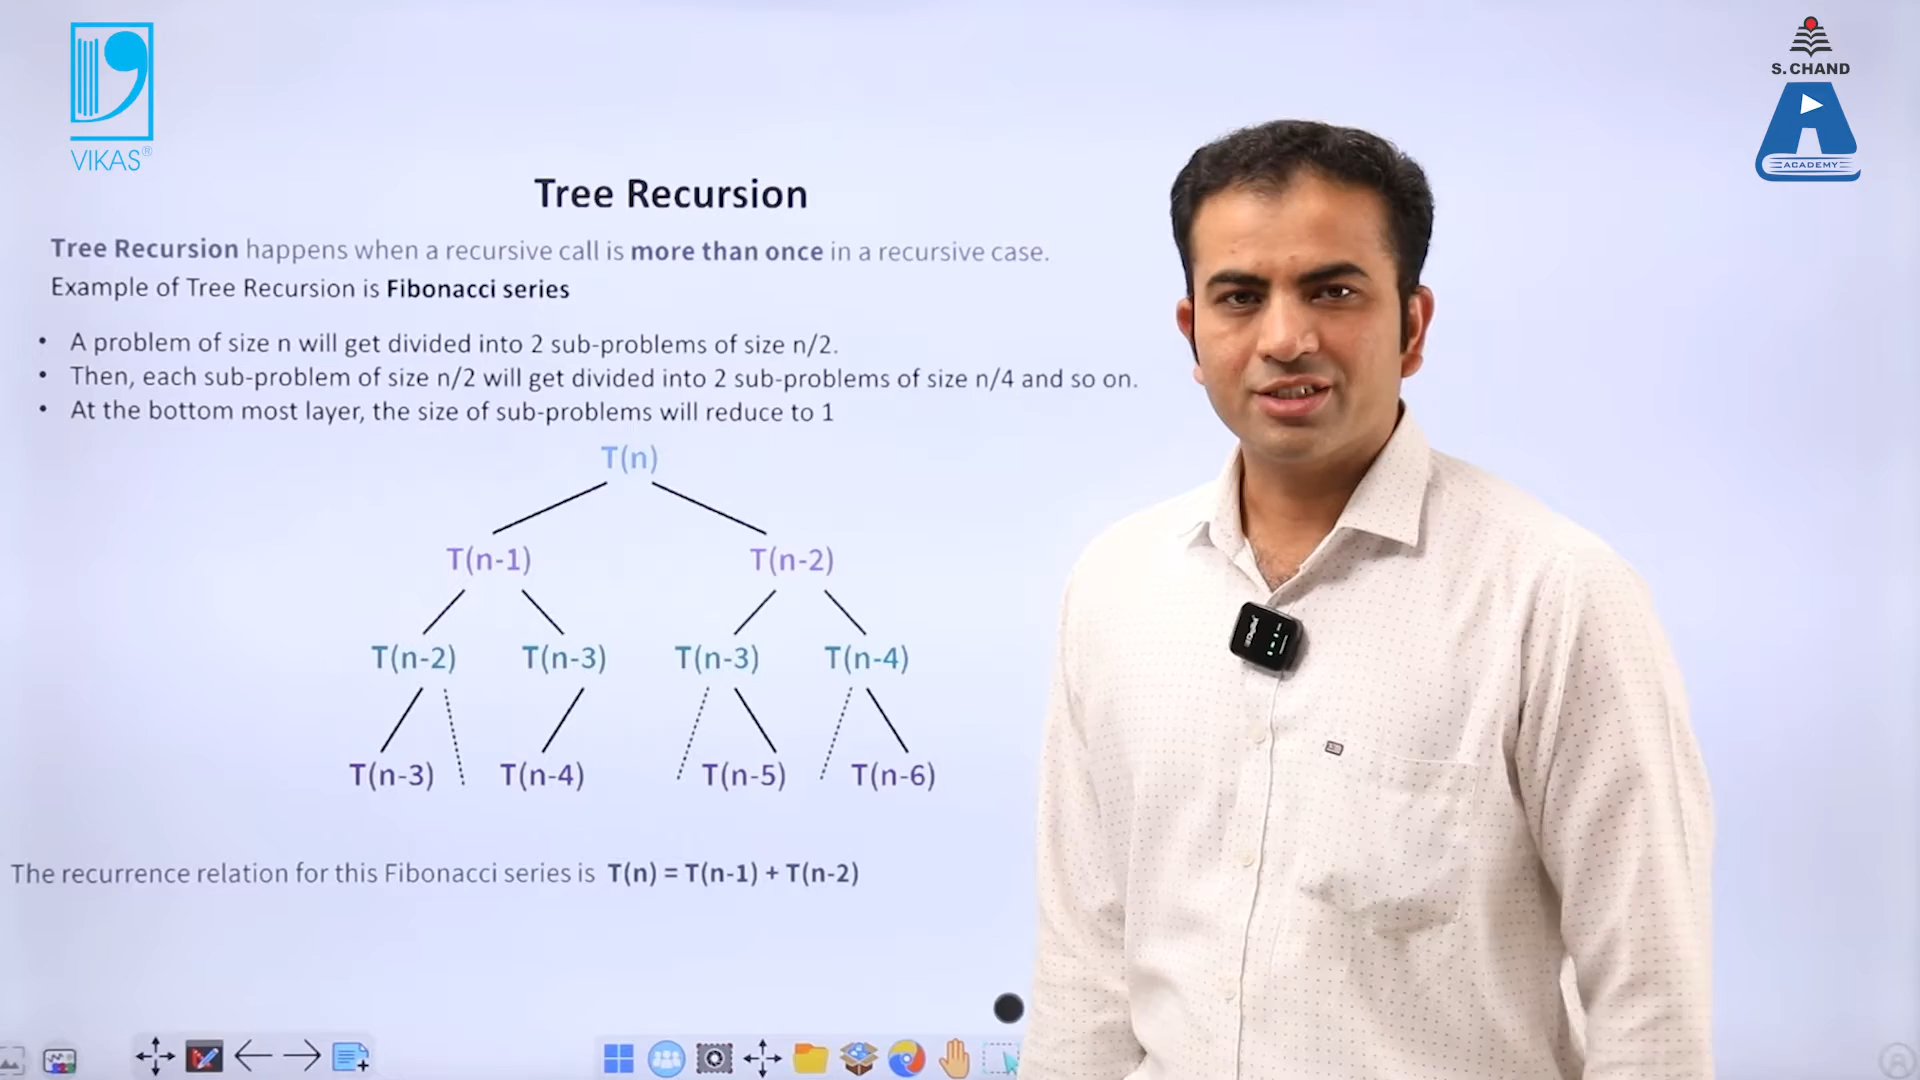 VIKAS®
S. CHAND
ACADEMY
Tree Recursion
Tree Recursion happens when a recursive call is more than once in a recursive case.
Example of Tree Recursion is Fibonacci series
• A problem of size n will get divided into 2 sub-problems of size n/2.
• Then, each sub-problem of size n/2 will get divided into 2 sub-problems of size n/4 and so on.
• At the bottom most layer, the size of sub-problems will reduce to 1
T(n)
T(n-1) T(n-2)
T(n-2) T(n-3) T(n-3) T(n-4)
T(n-3) T(n-4) T(n-5) T(n-6)
The recurrence relation for this Fibonacci series is T(n) = T(n-1) + T(n-2)